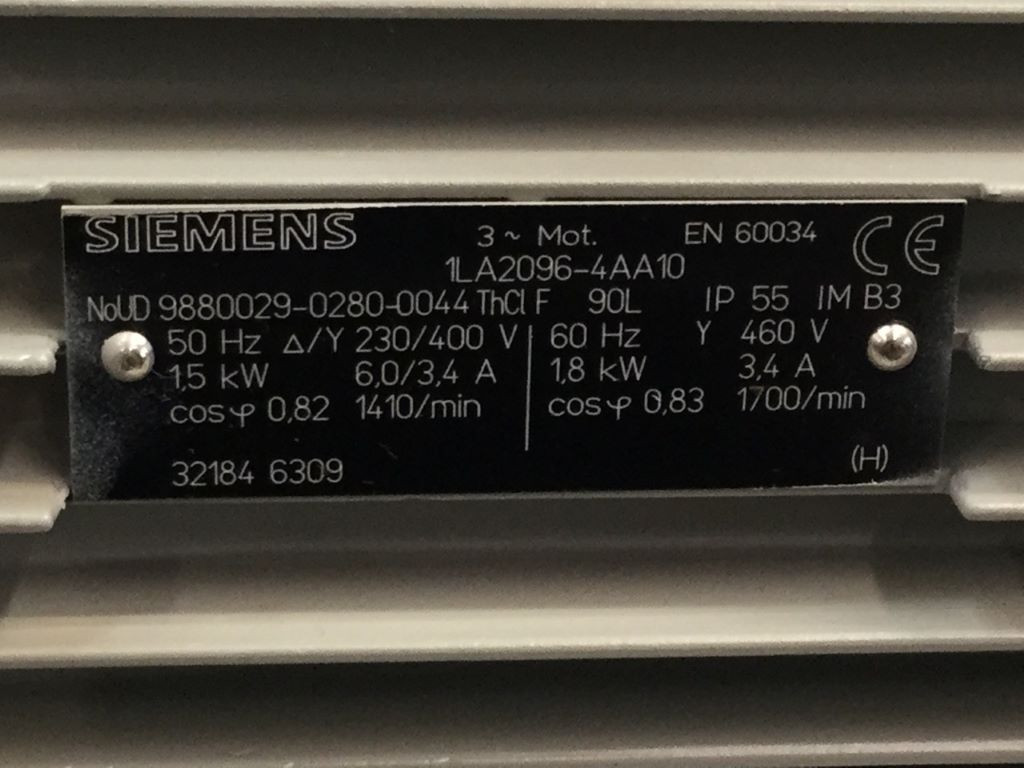 SIEMENS 3 ~ Mot. EN 60034 CE
1LA2096-4AA10
NoUD 9880029-0280-0044 ThCl F 90L IP 55 IM B3
50 Hz Δ/Y 230/400 V 60 Hz Y 460 V
1,5 kW 6,0/3,4 A 1,8 kW 3,4 A
cosφ 0,82 1410/min cosφ 0,83 1700/min
32184 6309 (H)